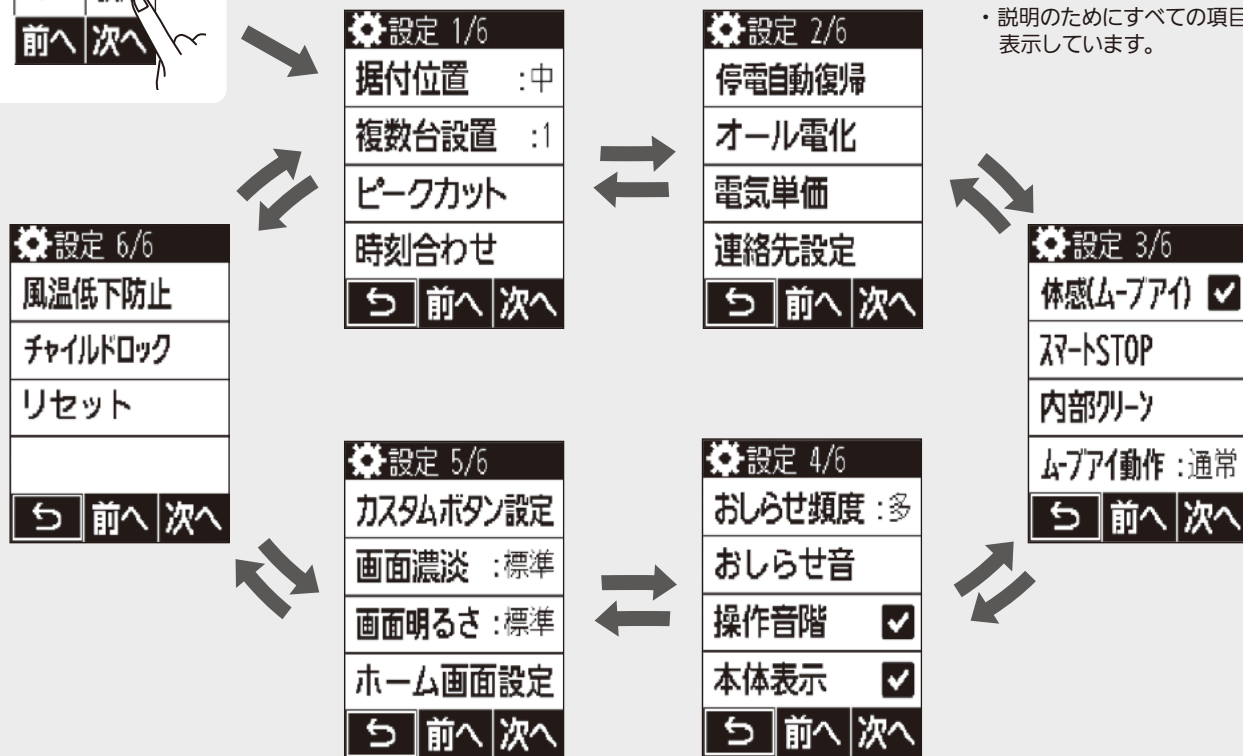 前へ 次へ
・説明のためにすべての項目
表示しています。
設定 1/6
据付位置 :中
複数台設置 :1
ピークカット
時刻合わせ
前へ 次へ
設定 2/6
停電自動復帰
オール電化
電気単価
連絡先設定
前へ 次へ
設定 3/6
体感(ムーブアイ)
スマートSTOP
内部クリーン
ムーブアイ動作 :通常
前へ 次へ
設定 4/6
おしらせ頻度 :多
おしらせ音
操作音階
本体表示
前へ 次へ
設定 5/6
カスタムボタン設定
画面濃淡 :標準
画面明るさ :標準
ホーム画面設定
前へ 次へ
設定 6/6
風温低下防止
チャイルドロック
リセット
前へ 次へ